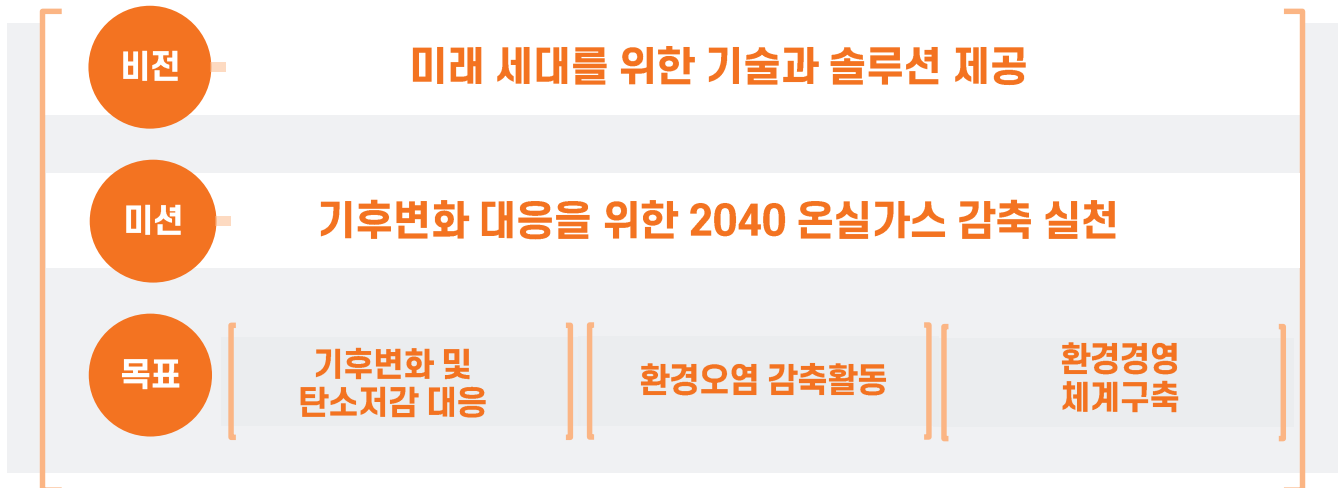 비전
미래 세대를 위한 기술과 솔루션 제공
미션
기후변화 대응을 위한 2040 온실가스 감축 실천
목표
기후변화 및
탄소저감 대응
환경오염 감축활동
환경경영
체계구축